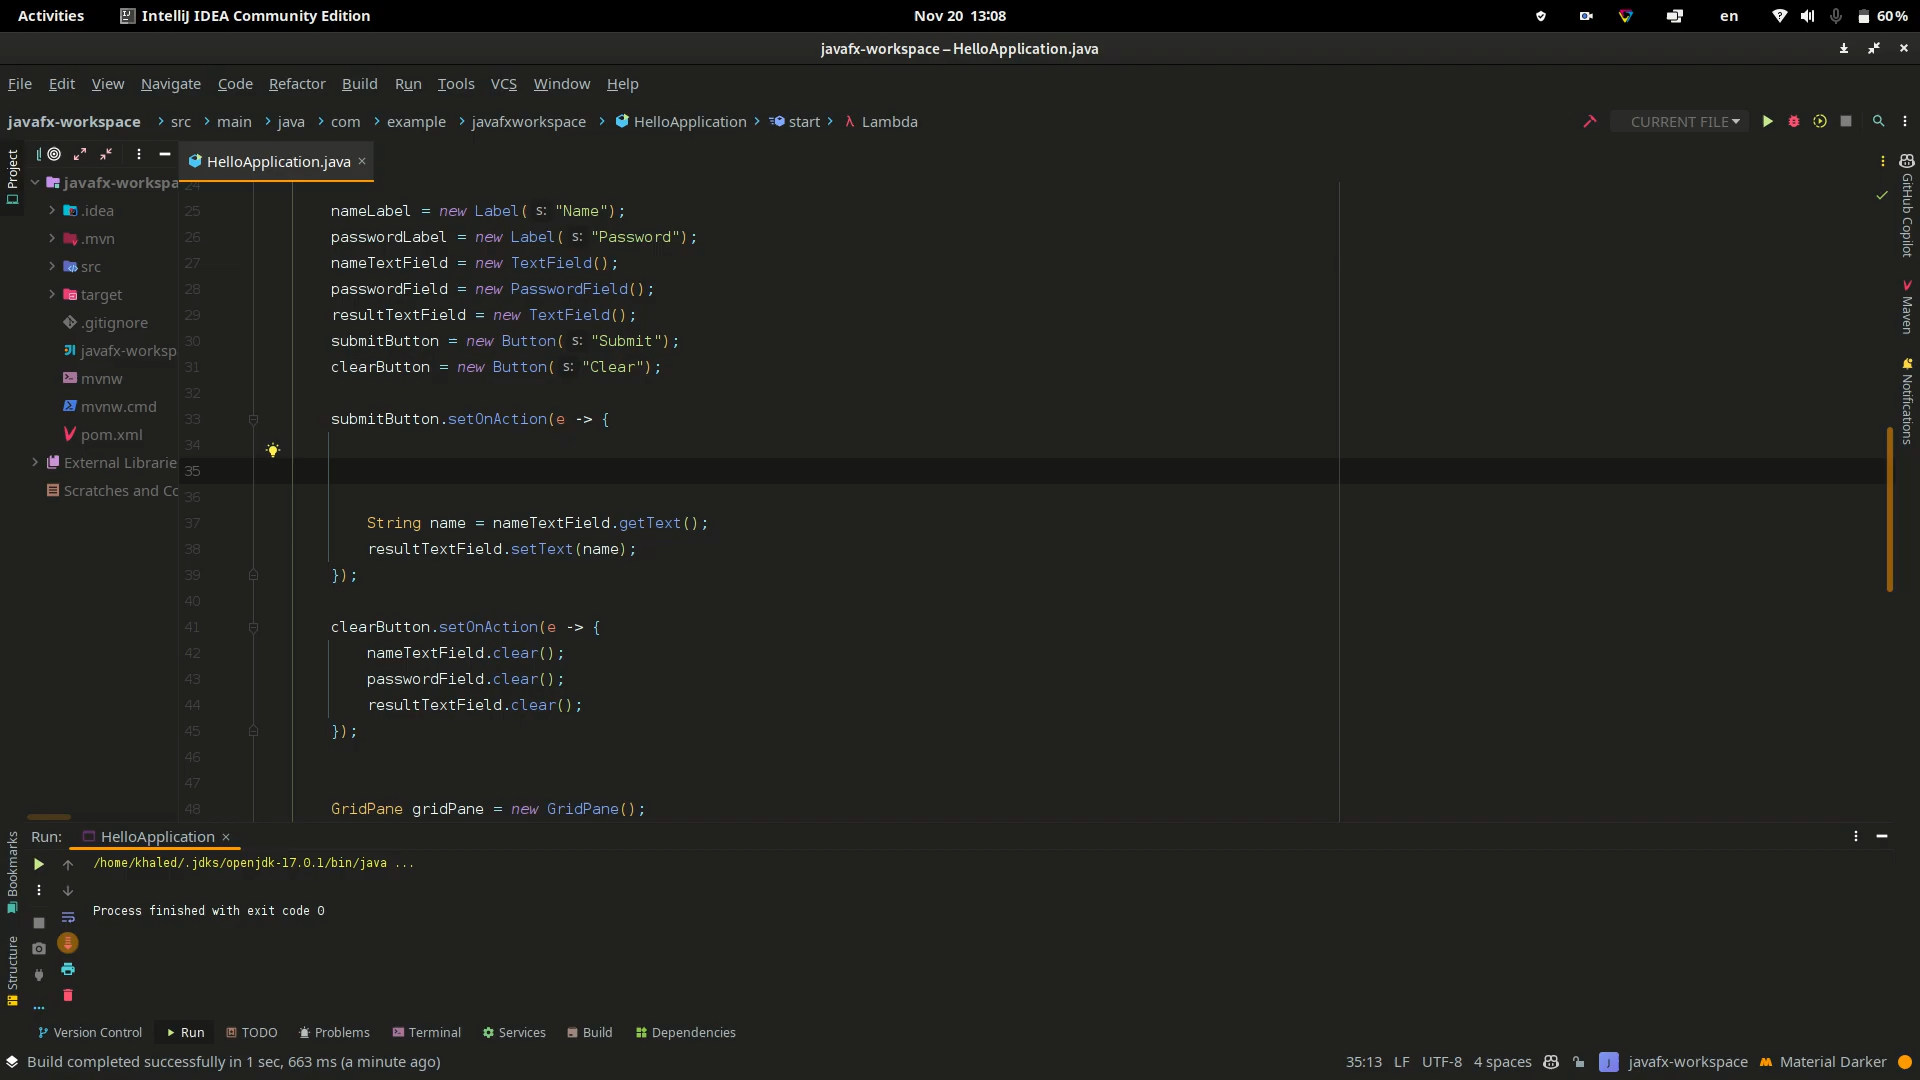 Activities IntelliJ IDEA Community Edition Nov 20 13:08 en 60 %
javafx-workspace – HelloApplication.java
File Edit View Navigate Code Refactor Build Run Tools VCS Window Help
javafx-workspace src main java com example javafxworkspace HelloApplication start λ Lambda CURRENT FILE
Project
HelloApplication.java
javafx-workspa
.idea
.mvn
src
target
.gitignore
javafx-worksp
mvnw
mvnw.cmd
pom.xml
External Librarie
Scratches and Co
24
25 nameLabel = new Label( s: "Name");
26 passwordLabel = new Label( s: "Password");
27 nameTextField = new TextField();
28 passwordField = new PasswordField();
29 resultTextField = new TextField();
30 submitButton = new Button( s: "Submit");
31 clearButton = new Button( s: "Clear");
32
33 submitButton.setOnAction(e -> {
34
35
36
37 String name = nameTextField.getText();
38 resultTextField.setText(name);
39 });
40
41 clearButton.setOnAction(e -> {
42 nameTextField.clear();
43 passwordField.clear();
44 resultTextField.clear();
45 });
46
47
48 GridPane gridPane = new GridPane();
GitHub Copilot
Maven
Notifications
Bookmarks
Structure
Run: HelloApplication
/home/khaled/.jdks/openjdk-17.0.1/bin/java ...
Process finished with exit code 0
Version Control Run TODO Problems Terminal Services Build Dependencies
Build completed successfully in 1 sec, 663 ms (a minute ago) 35:13 LF UTF-8 4 spaces javafx-workspace Material Darker